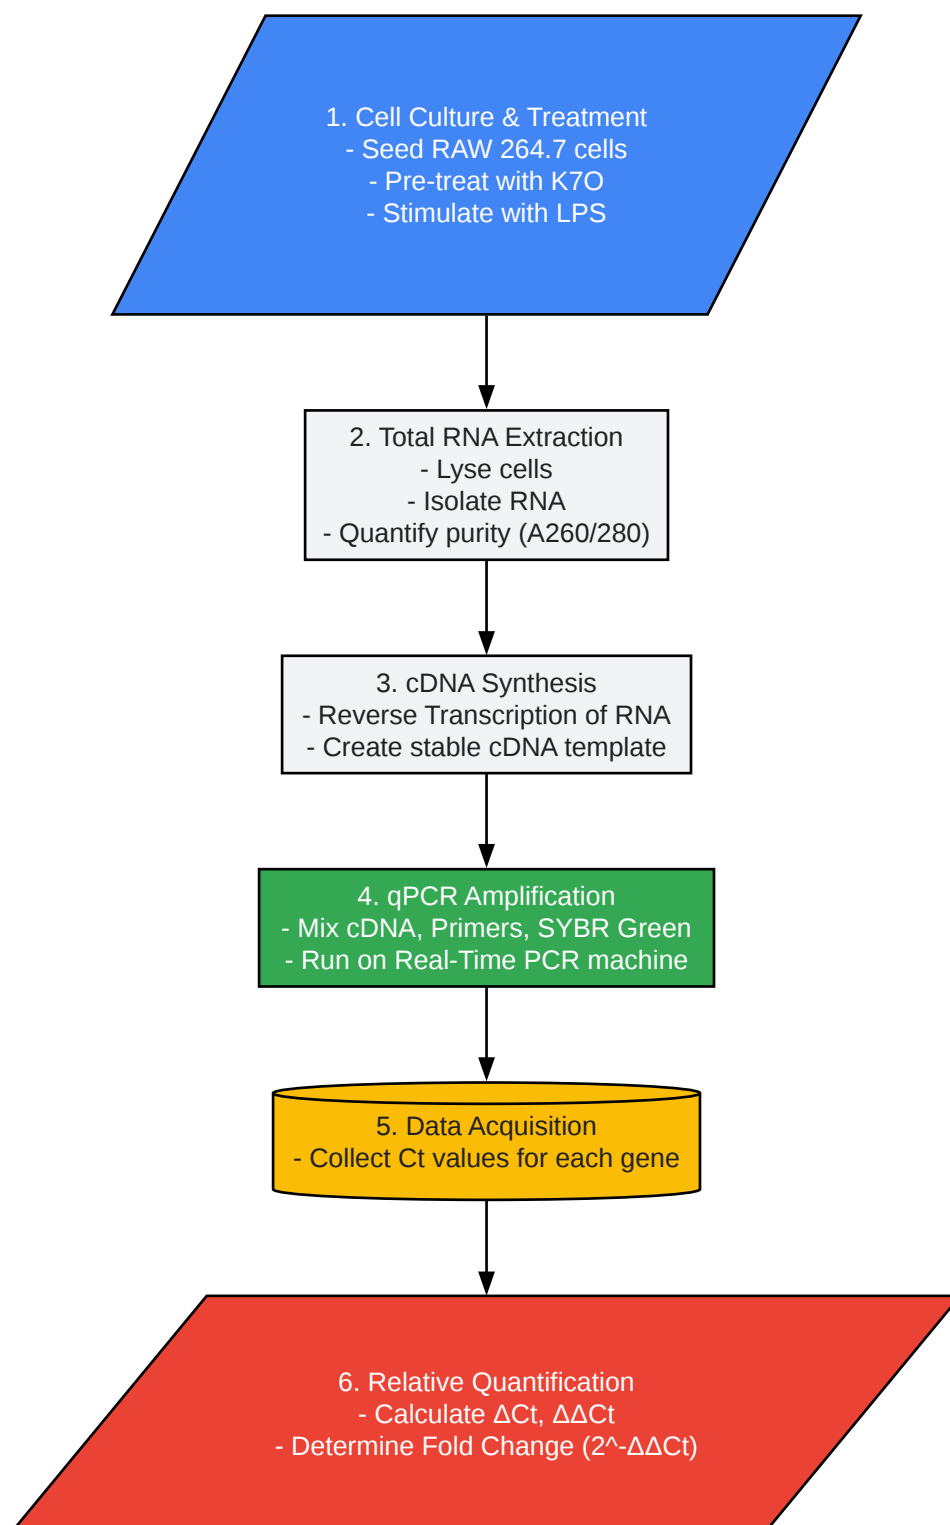 1. Cell Culture & Treatment
- Seed RAW 264.7 cells
- Pre-treat with K7O
- Stimulate with LPS
2. Total RNA Extraction
- Lyse cells
- Isolate RNA
- Quantify purity (A260/280)
3. cDNA Synthesis
- Reverse Transcription of RNA
- Create stable cDNA template
4. qPCR Amplification
- Mix cDNA, Primers, SYBR Green
- Run on Real-Time PCR machine
5. Data Acquisition
- Collect Ct values for each gene
6. Relative Quantification
- Calculate ΔCt, ΔΔCt
- Determine Fold Change (2^-ΔΔCt)